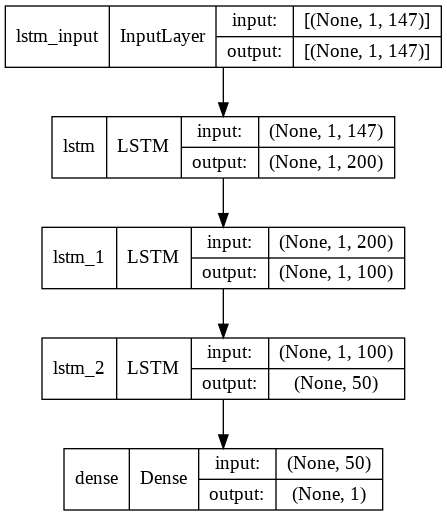 lstm_input InputLayer input: [(None, 1, 147)]
output: [(None, 1, 147)]
lstm LSTM input: (None, 1, 147)
output: (None, 1, 200)
lstm_1 LSTM input: (None, 1, 200)
output: (None, 1, 100)
lstm_2 LSTM input: (None, 1, 100)
output: (None, 50)
dense Dense input: (None, 50)
output: (None, 1)